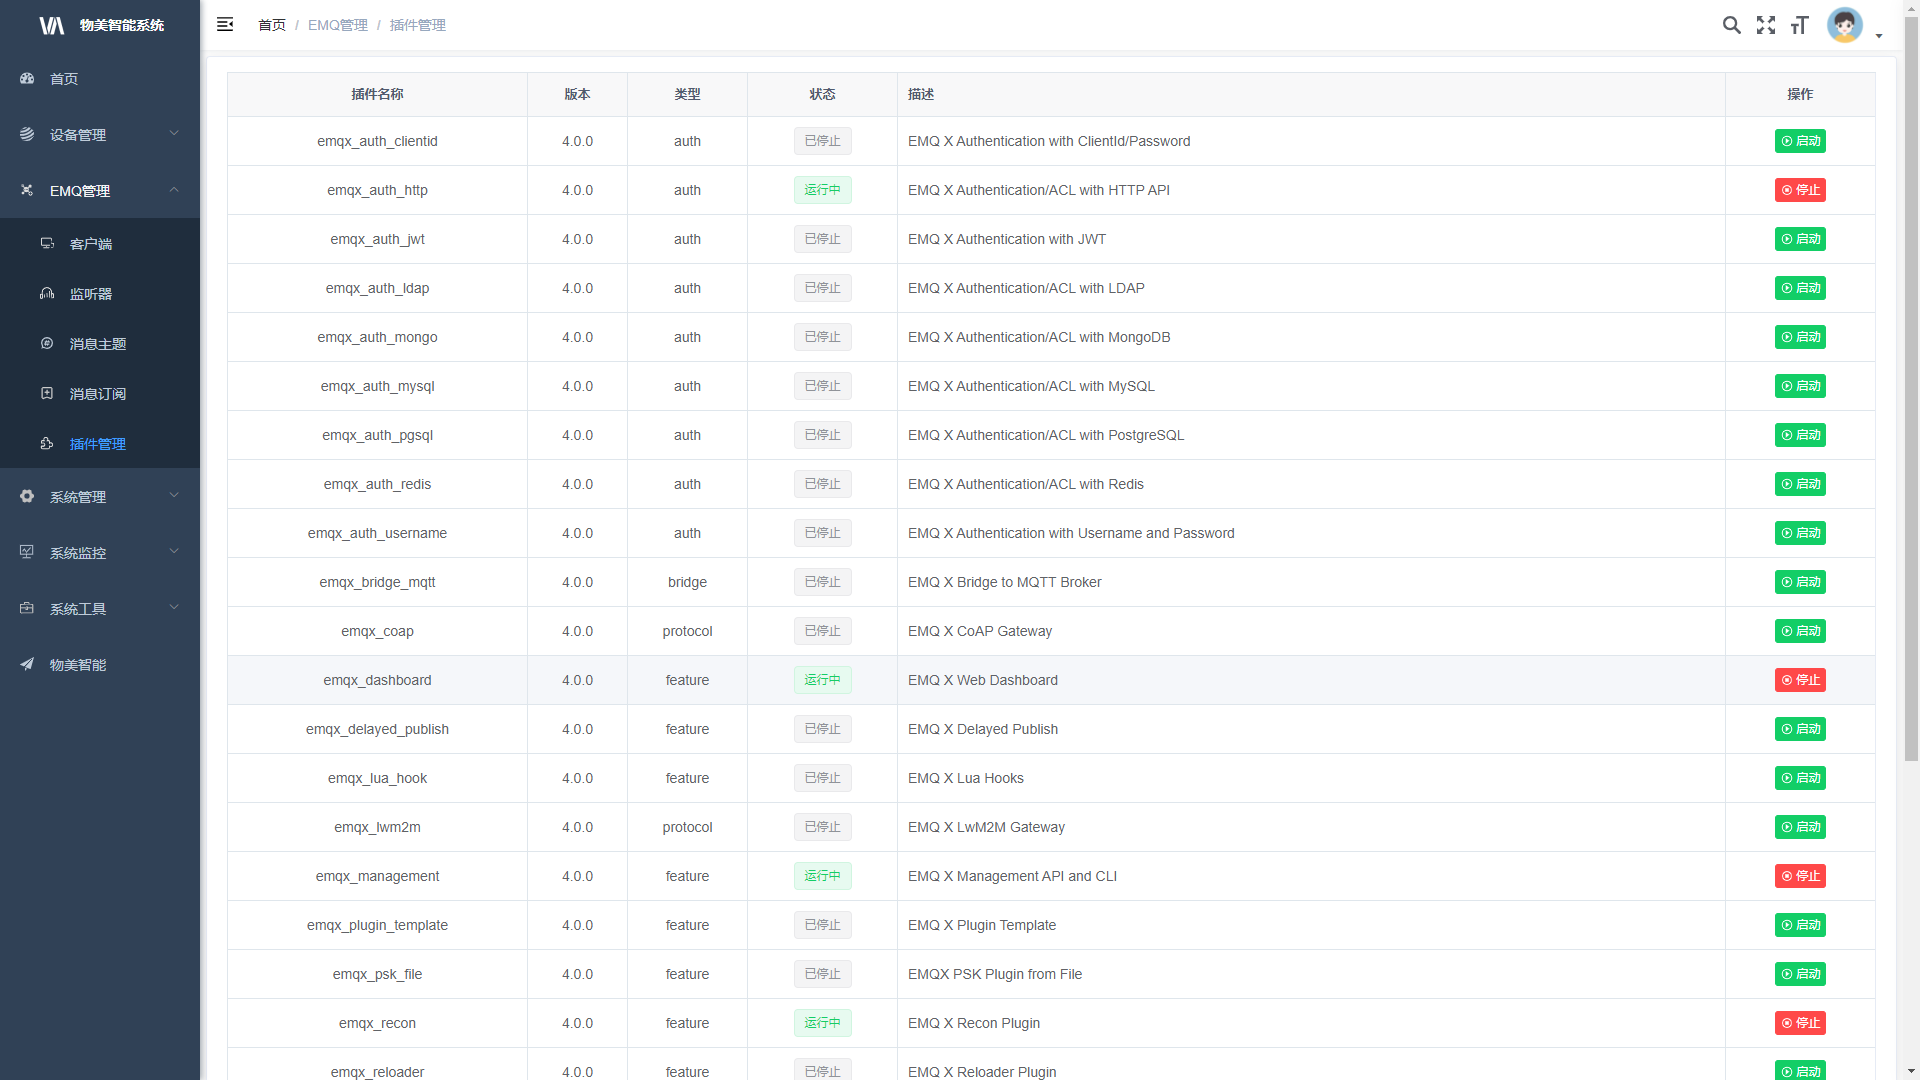 物美智能系统
首页 / EMQ管理 / 插件管理
首页
设备管理
EMQ管理
客户端
监听器
消息主题
消息订阅
插件管理
系统管理
系统监控
系统工具
物美智能
插件名称 版本 类型 状态 描述 操作
emqx_auth_clientid 4.0.0 auth 已停止 EMQ X Authentication with ClientId/Password 启动
emqx_auth_http 4.0.0 auth 运行中 EMQ X Authentication/ACL with HTTP API 停止
emqx_auth_jwt 4.0.0 auth 已停止 EMQ X Authentication with JWT 启动
emqx_auth_ldap 4.0.0 auth 已停止 EMQ X Authentication/ACL with LDAP 启动
emqx_auth_mongo 4.0.0 auth 已停止 EMQ X Authentication/ACL with MongoDB 启动
emqx_auth_mysql 4.0.0 auth 已停止 EMQ X Authentication/ACL with MySQL 启动
emqx_auth_pgsql 4.0.0 auth 已停止 EMQ X Authentication/ACL with PostgreSQL 启动
emqx_auth_redis 4.0.0 auth 已停止 EMQ X Authentication/ACL with Redis 启动
emqx_auth_username 4.0.0 auth 已停止 EMQ X Authentication with Username and Password 启动
emqx_bridge_mqtt 4.0.0 bridge 已停止 EMQ X Bridge to MQTT Broker 启动
emqx_coap 4.0.0 protocol 已停止 EMQ X CoAP Gateway 启动
emqx_dashboard 4.0.0 feature 运行中 EMQ X Web Dashboard 停止
emqx_delayed_publish 4.0.0 feature 已停止 EMQ X Delayed Publish 启动
emqx_lua_hook 4.0.0 feature 已停止 EMQ X Lua Hooks 启动
emqx_lwm2m 4.0.0 protocol 已停止 EMQ X LwM2M Gateway 启动
emqx_management 4.0.0 feature 运行中 EMQ X Management API and CLI 停止
emqx_plugin_template 4.0.0 feature 已停止 EMQ X Plugin Template 启动
emqx_psk_file 4.0.0 feature 已停止 EMQX PSK Plugin from File 启动
emqx_recon 4.0.0 feature 运行中 EMQ X Recon Plugin 停止
emqx_reloader 4.0.0 feature 已停止 EMQ X Reloader Plugin 启动